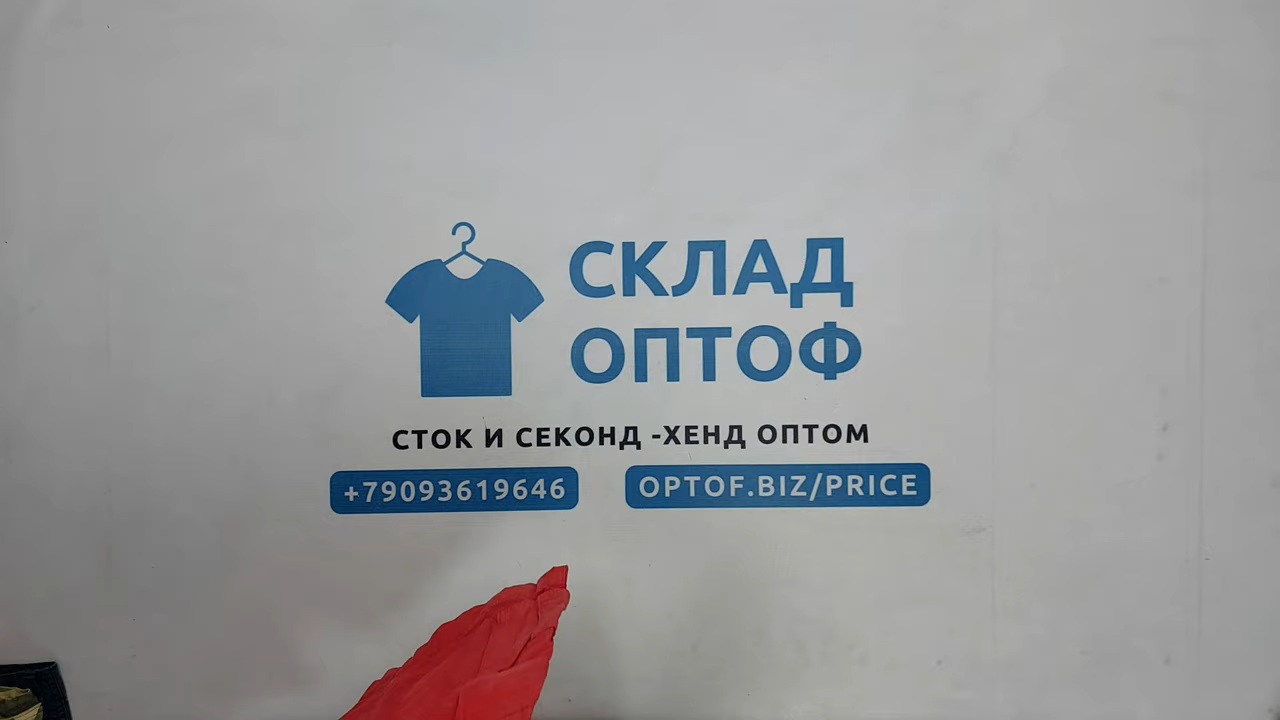 СКЛАД
ОПТОФ
СТОК И СЕКОНД -ХЕНД ОПТОМ
+79093619646
OPTOF.BIZ/PRICE